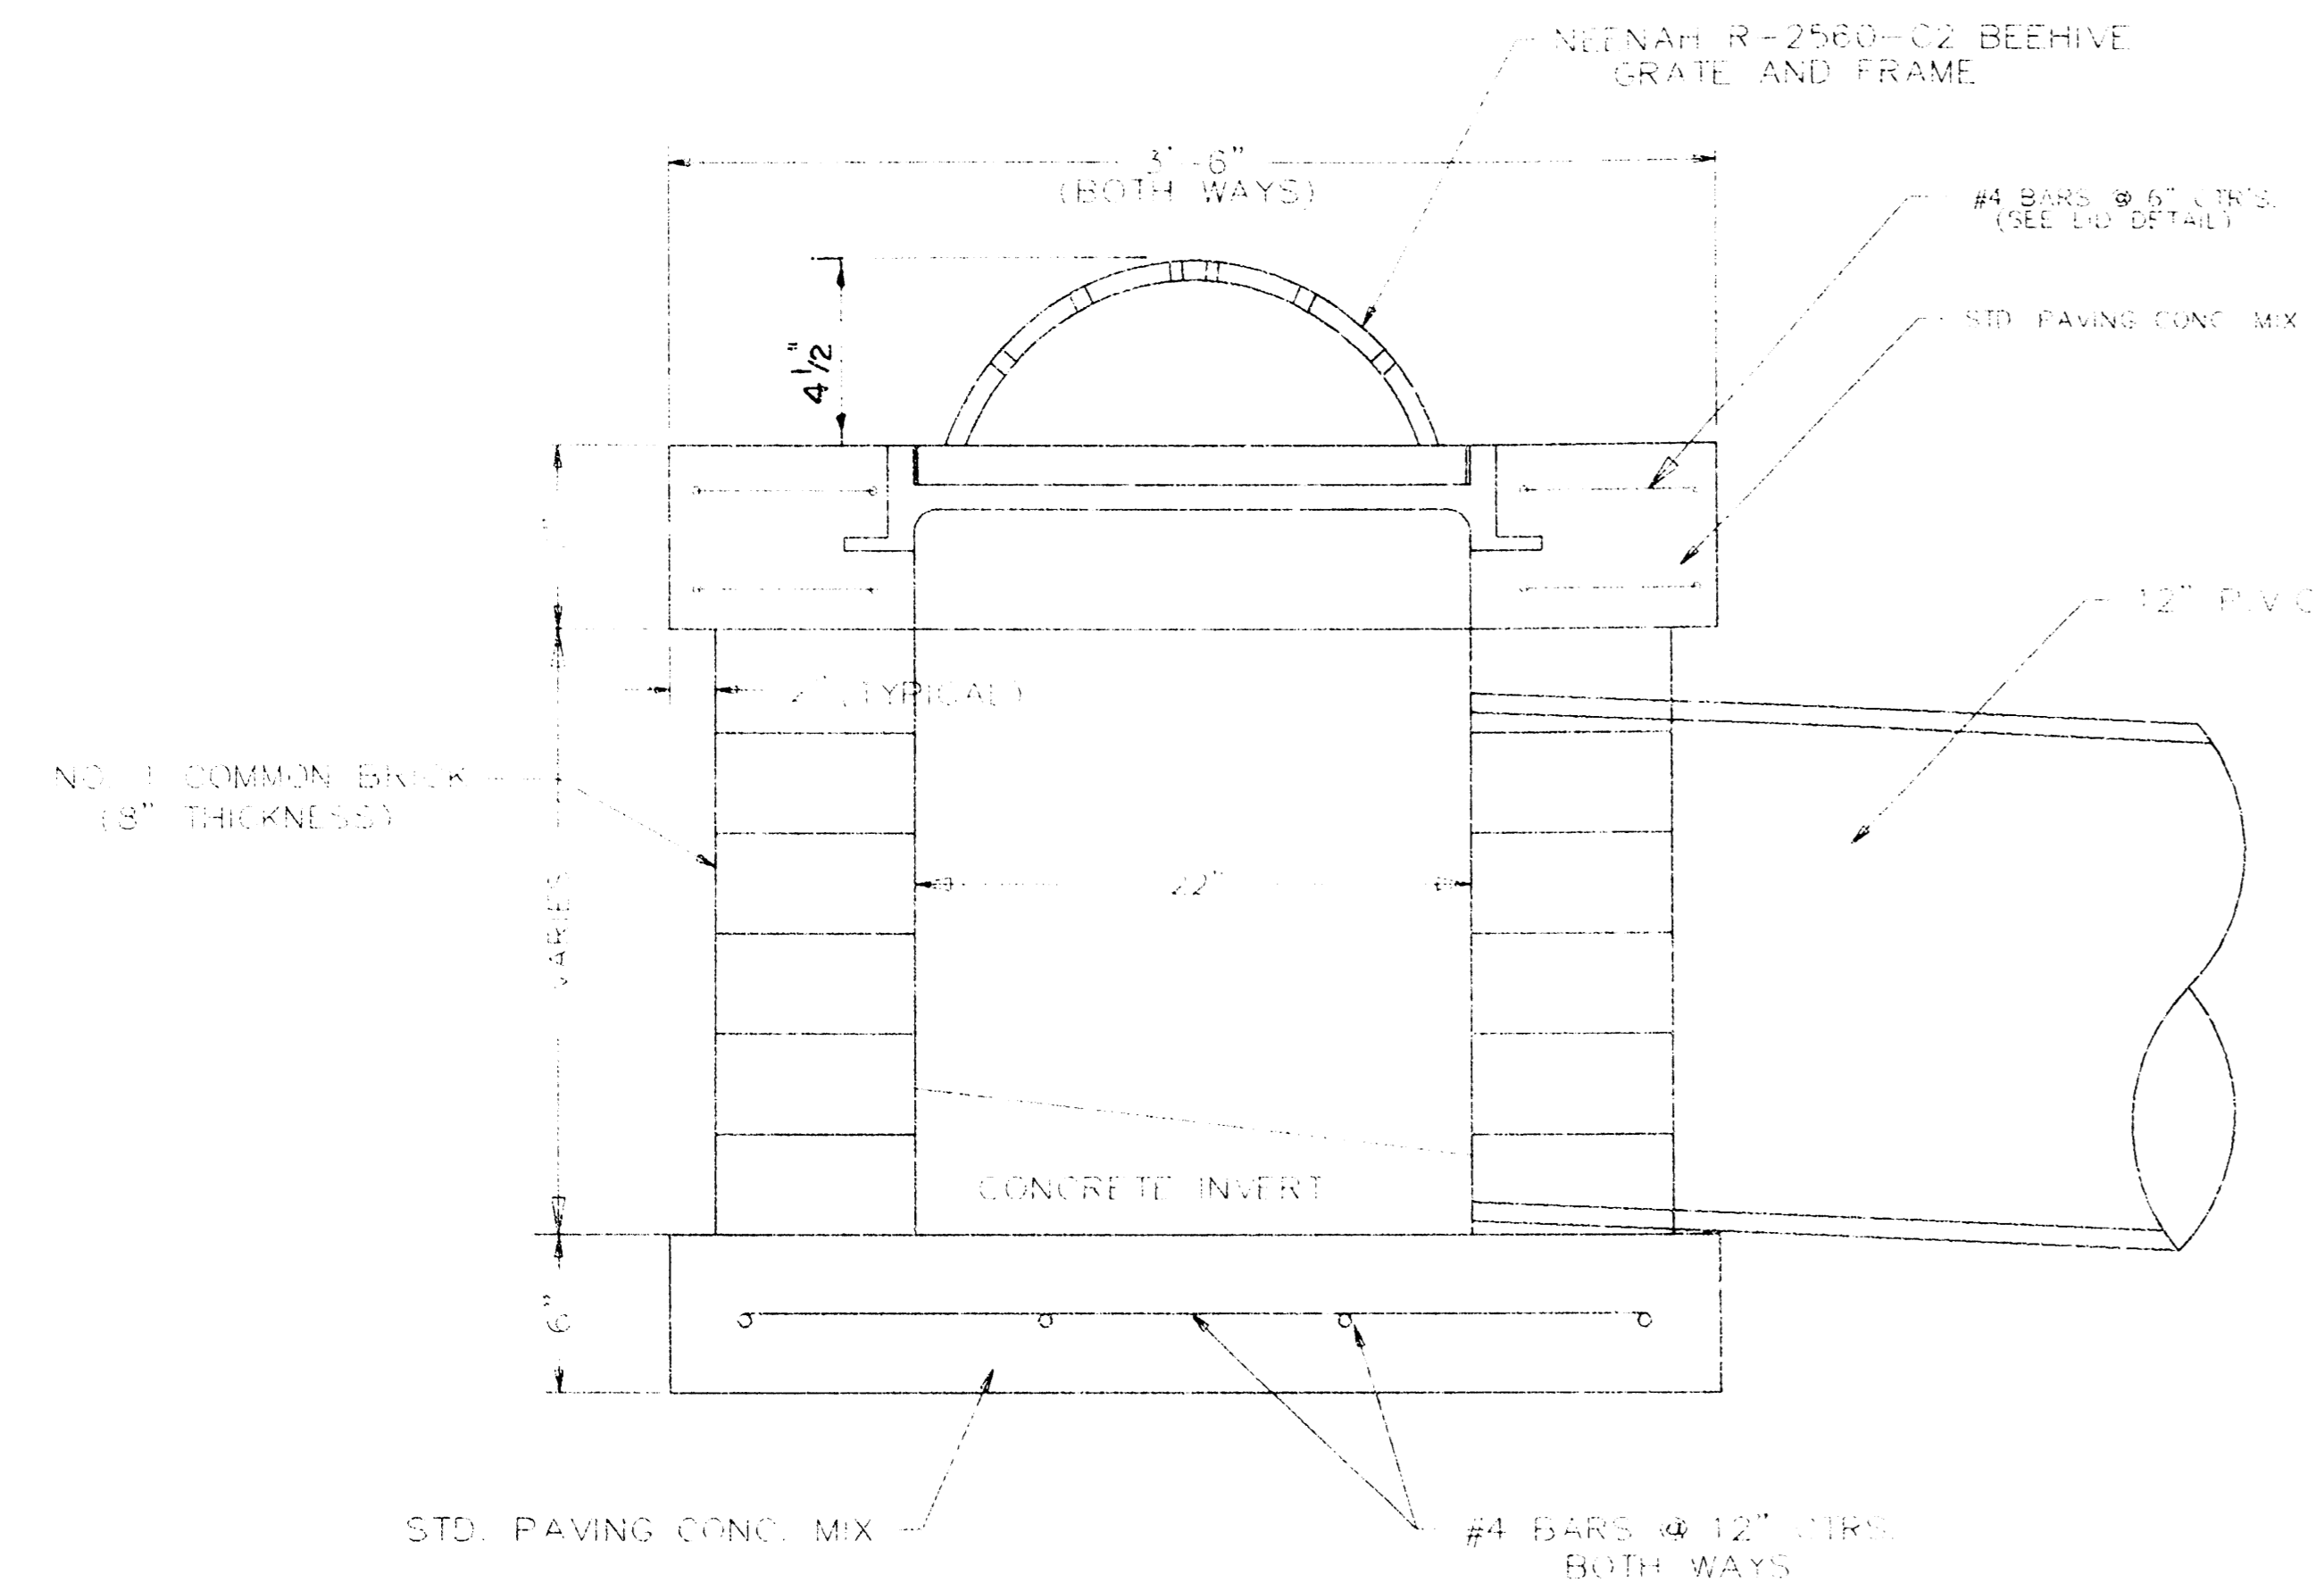 NEENAH R-2560-C2 BEEHIVE
GRATE AND FRAME
3'-6"
(BOTH WAYS)
#4 BARS @ 6" CTR'S.
(SEE LID DETAIL)
STD. PAVING CONC. MIX
4 1/2"
12" P.V.C
2" (TYPICAL)
NO. 1 COMMON BRICK
(8" THICKNESS)
22"
VARIES
CONCRETE INVERT
6"
STD. PAVING CONC. MIX
#4 BARS @ 12" CTRS.
BOTH WAYS